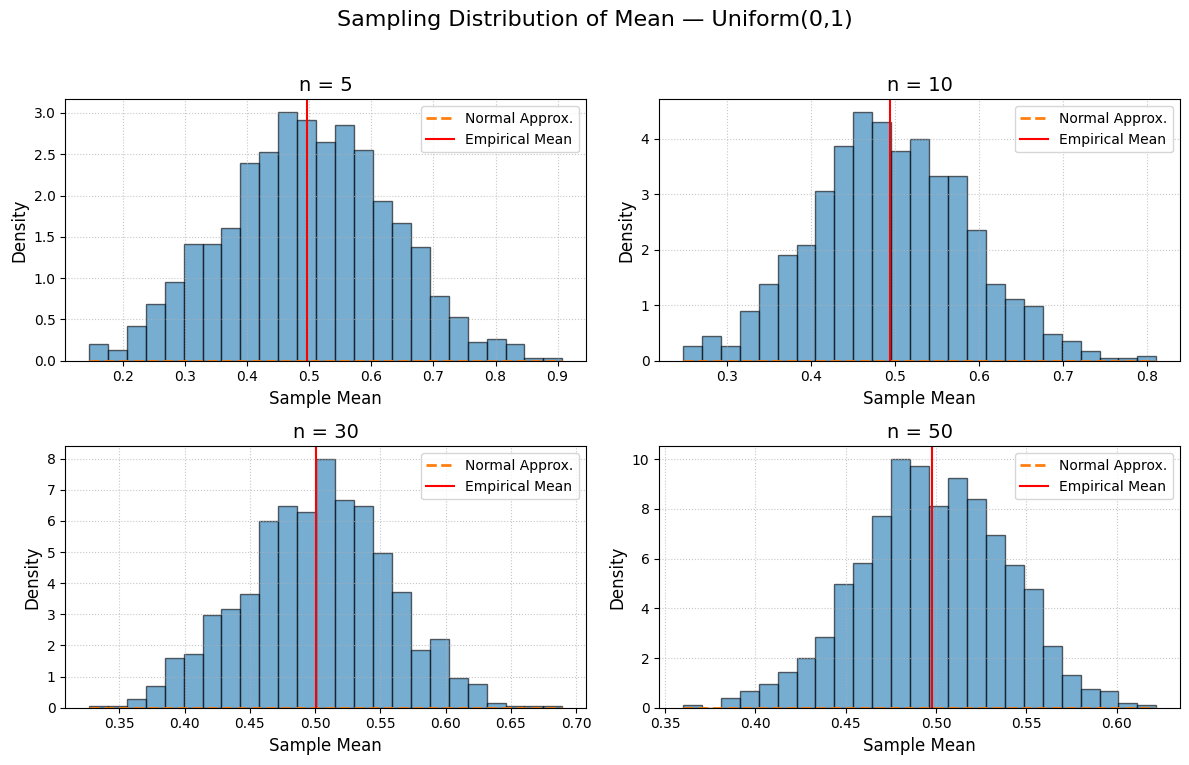 Sampling Distribution of Mean — Uniform(0,1)
n = 5
Density
3.0
2.5
2.0
1.5
1.0
0.5
0.0
Normal Approx.
Empirical Mean
0.2 0.3 0.4 0.5 0.6 0.7 0.8 0.9
Sample Mean
n = 10
Density
4
3
2
1
0
Normal Approx.
Empirical Mean
0.3 0.4 0.5 0.6 0.7 0.8
Sample Mean
n = 30
Density
8
7
6
5
4
3
2
1
0
Normal Approx.
Empirical Mean
0.35 0.40 0.45 0.50 0.55 0.60 0.65 0.70
Sample Mean
n = 50
Density
10
8
6
4
2
0
Normal Approx.
Empirical Mean
0.35 0.40 0.45 0.50 0.55 0.60
Sample Mean